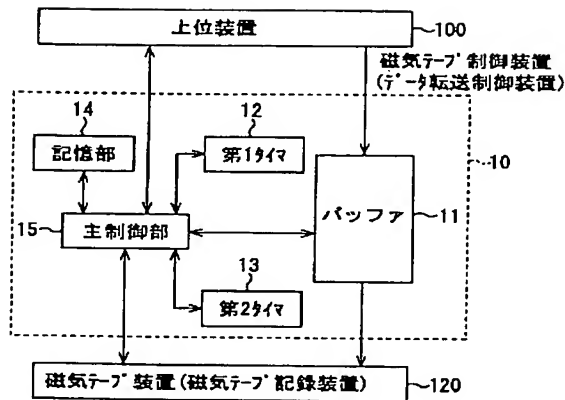 上位装置
100
磁気テープ制御装置
(データ転送制御装置)
14
12
記憶部
第1タイマ
10
バッファ
11
15
主制御部
13
第2タイマ
磁気テープ装置(磁気テープ記録装置)
120